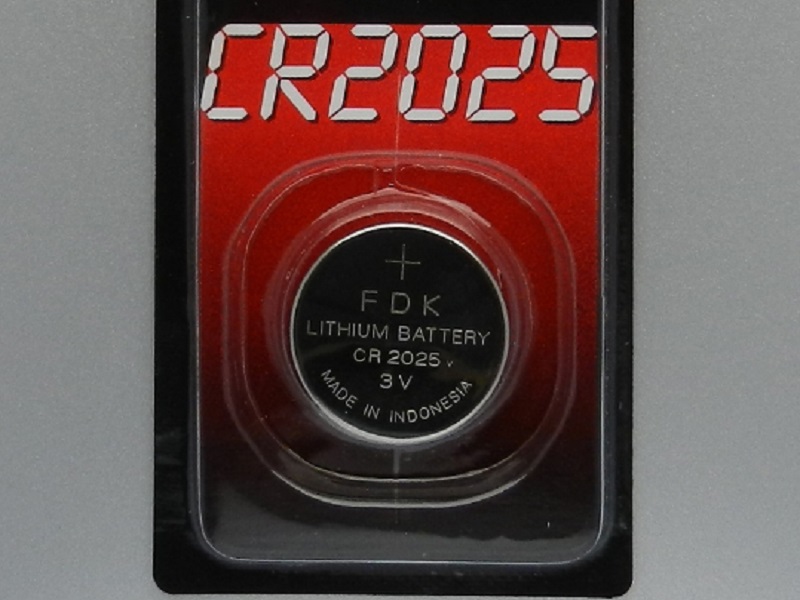 CR2025
+
FDK
LITHIUM BATTERY
CR 2025
3V
MADE IN INDONESIA